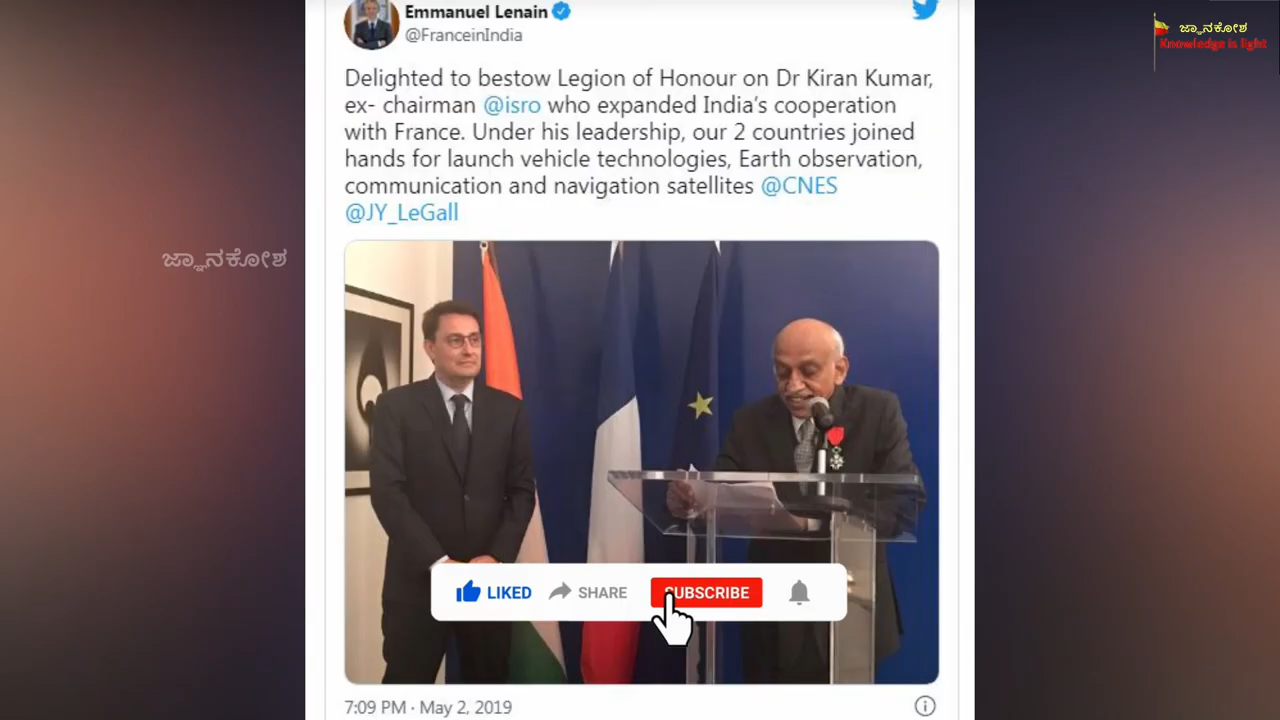 Emmanuel Lenain
@FranceinIndia
ಜ್ಞಾನಕೋಶ
Knowledge is light
Delighted to bestow Legion of Honour on Dr Kiran Kumar,
ex- chairman @isro who expanded India's cooperation
with France. Under his leadership, our 2 countries joined
hands for launch vehicle technologies, Earth observation,
communication and navigation satellites @CNES
@JY_LeGall
ಜ್ಞಾನಕೋಶ
LIKED SHARE SUBSCRIBE
7:09 PM · May 2, 2019